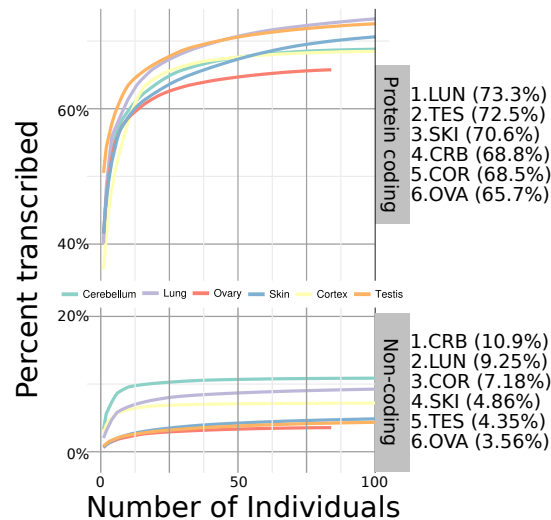 Percent transcribed
60%
40%
Protein coding
1.LUN (73.3%)
2.TES (72.5%)
3.SKI (70.6%)
4.CRB (68.8%)
5.COR (68.5%)
6.OVA (65.7%)
Cerebellum Lung Ovary Skin Cortex Testis
20%
10%
0%
Non-coding
1.CRB (10.9%)
2.LUN (9.25%)
3.COR (7.18%)
4.SKI (4.86%)
5.TES (4.35%)
6.OVA (3.56%)
0 50 100
Number of Individuals